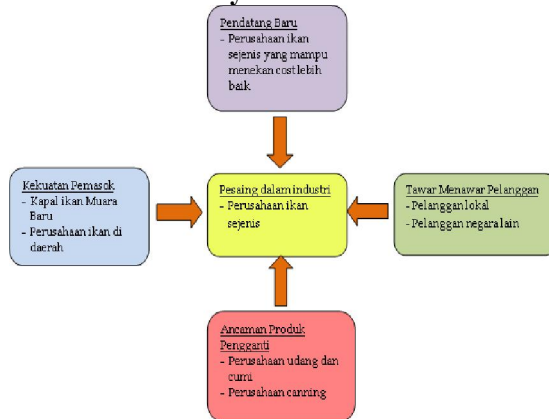 Pendatang Baru
- Perusahaan ikan
sejenis yang mampu
menekan cost lebih
baik
Kekuatan Pemasok
- Kapal ikan Muara
Baru
- Perusahaan ikan di
daerah
Pesaing dalam industri
- Perusahaan ikan
sejenis
Tawar Menawar Pelanggan
- Pelanggan lokal
- Pelanggan negara lain
Ancaman Produk
Pengganti
- Perusahaan udang dan
cumi
- Perusahaan canning